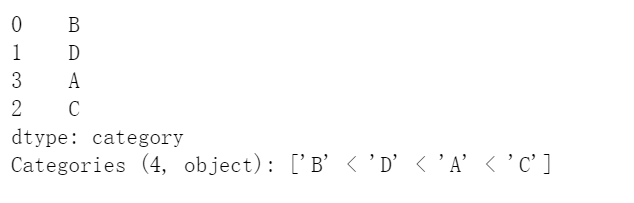 0    B
1    D
3    A
2    C
dtype: category
Categories (4, object): ['B' < 'D' < 'A' < 'C']